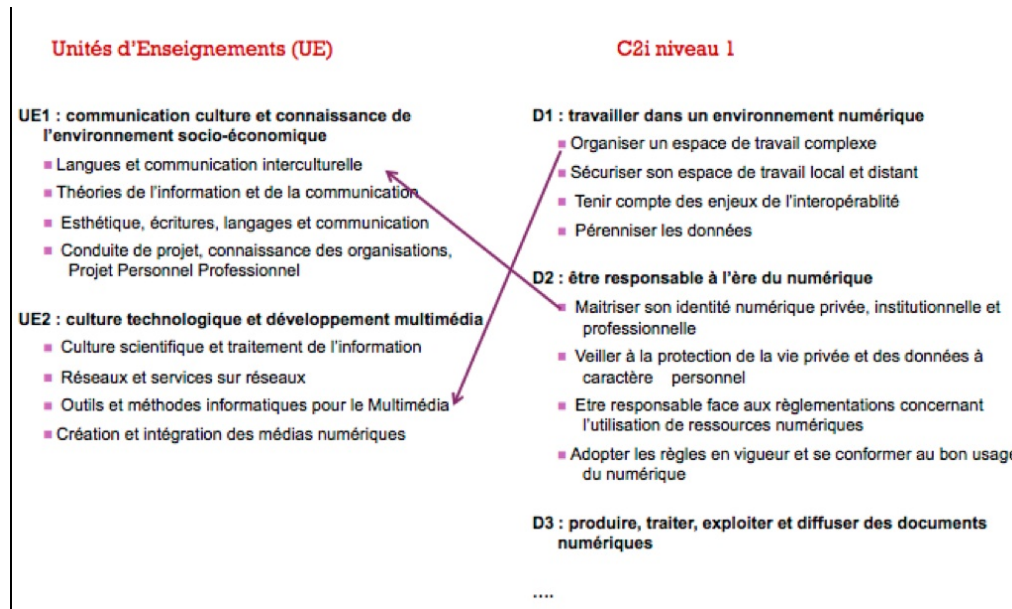 Unités d'Enseignements (UE)
UE1 : communication culture et connaissance de
l'environnement socio-économique
Langues et communication interculturelle
Théories de l'information et de la communication
Esthétique, écritures, langages et communication
Conduite de projet, connaissance des organisations,
Projet Personnel Professionnel
UE2 : culture technologique et développement multimédia
Culture scientifique et traitement de l'information
Réseaux et services sur réseaux
Outils et méthodes informatiques pour le Multimédia
Création et intégration des médias numériques
C2i niveau 1
D1 : travailler dans un environnement numérique
Organiser un espace de travail complexe
Sécuriser son espace de travail local et distant
Tenir compte des enjeux de l'interopérablité
Pérenniser les données
D2 : être responsable à l'ère du numérique
Maitriser son identité numérique privée, institutionnelle et
professionnelle
Veiller à la protection de la vie privée et des données à
caractère personnel
Etre responsable face aux règlementations concernant
l'utilisation de ressources numériques
Adopter les règles en vigueur et se conformer au bon usage
du numérique
D3 : produire, traiter, exploiter et diffuser des documents
numériques
....